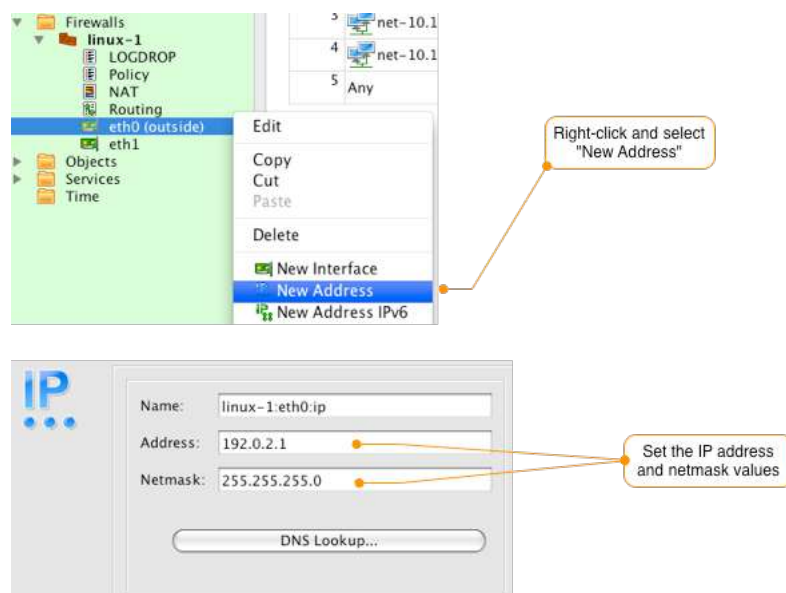 Firewalls
linux-1
LOGDROP
Policy
NAT
Routing
eth0 (outside)
eth1
Objects
Services
Time
3 net-10.1
4 net-10.1
5 Any
Edit
Copy
Cut
Paste
Delete
New Interface
New Address
New Address IPv6
Right-click and select
"New Address"
IP
Name: linux-1:eth0:ip
Address: 192.0.2.1
Netmask: 255.255.255.0
DNS Lookup...
Set the IP address
and netmask values